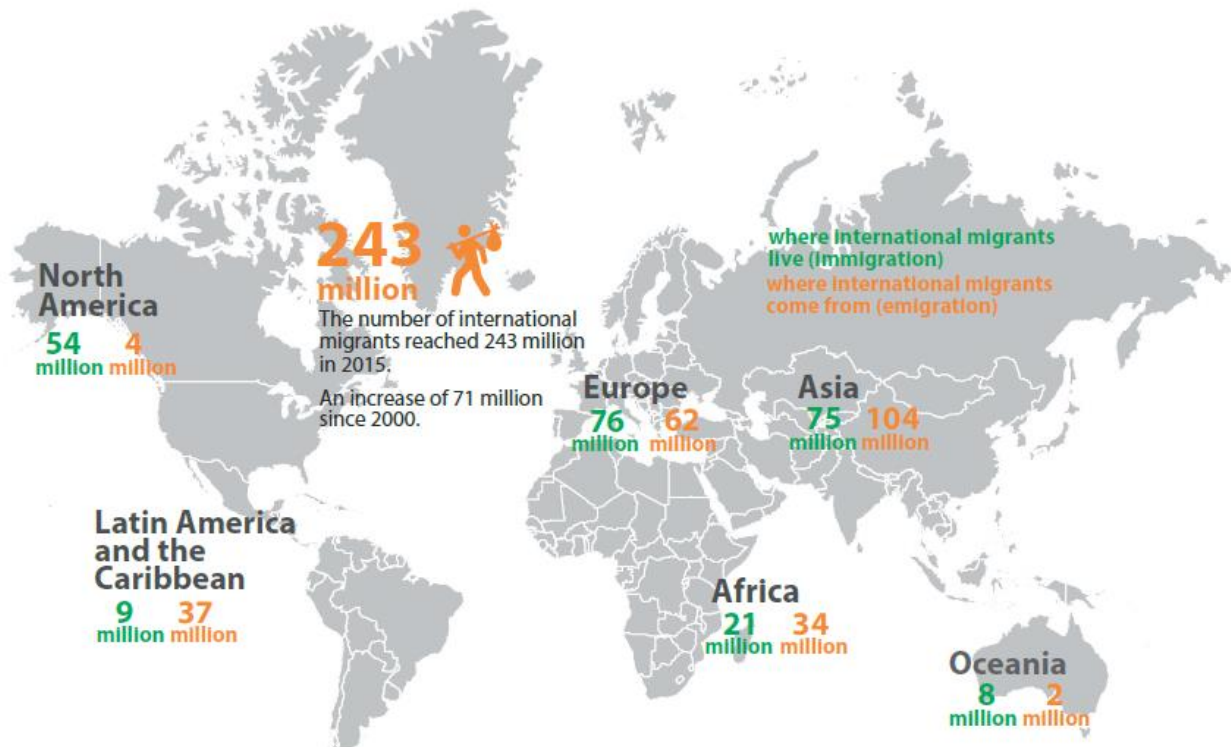 243
million
The number of international
migrants reached 243 million
in 2015.
An increase of 71 million
since 2000.
where international migrants
live (immigration)
where international migrants
come from (emigration)
North
America
54 4
million million
Europe
76 62
million million
Asia
75 104
million million
Latin America
and the
Caribbean
9 37
million million
Africa
21 34
million million
Oceania
8 2
million million